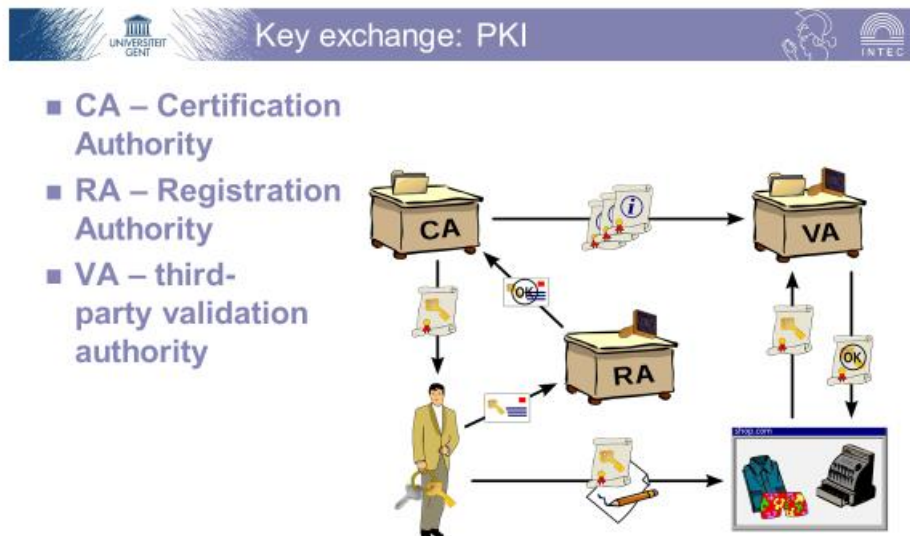 UNIVERSITEIT
GENT
Key exchange: PKI
INTEC
■ CA – Certification
Authority
■ RA – Registration
Authority
■ VA – third-
party validation
authority
CA
i
VA
OK
RA
OK
shop.com